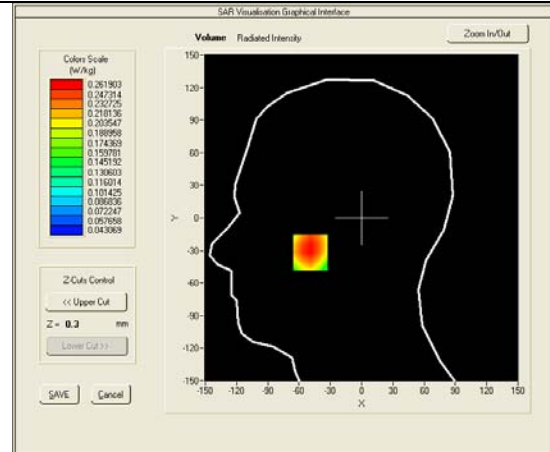 SAR Visualisation Graphical Interface
Volume Radiated Intensity
Zoom In/Out
Colors Scale
(W/kg)
0.261903
0.247314
0.232725
0.218136
0.203547
0.188958
0.174369
0.159781
0.145192
0.130603
0.116014
0.101425
0.086836
0.072247
0.057658
0.043069
Z-Cuts Control
<< Upper Cut
Z = 0.3 mm
Lower Cut >>
SAVE
Cancel
150
120
90
60
30
0
-30
-60
-90
-120
-150
Y
-150 -120 -90 -60 -30 0 30 60 90 120 150
X